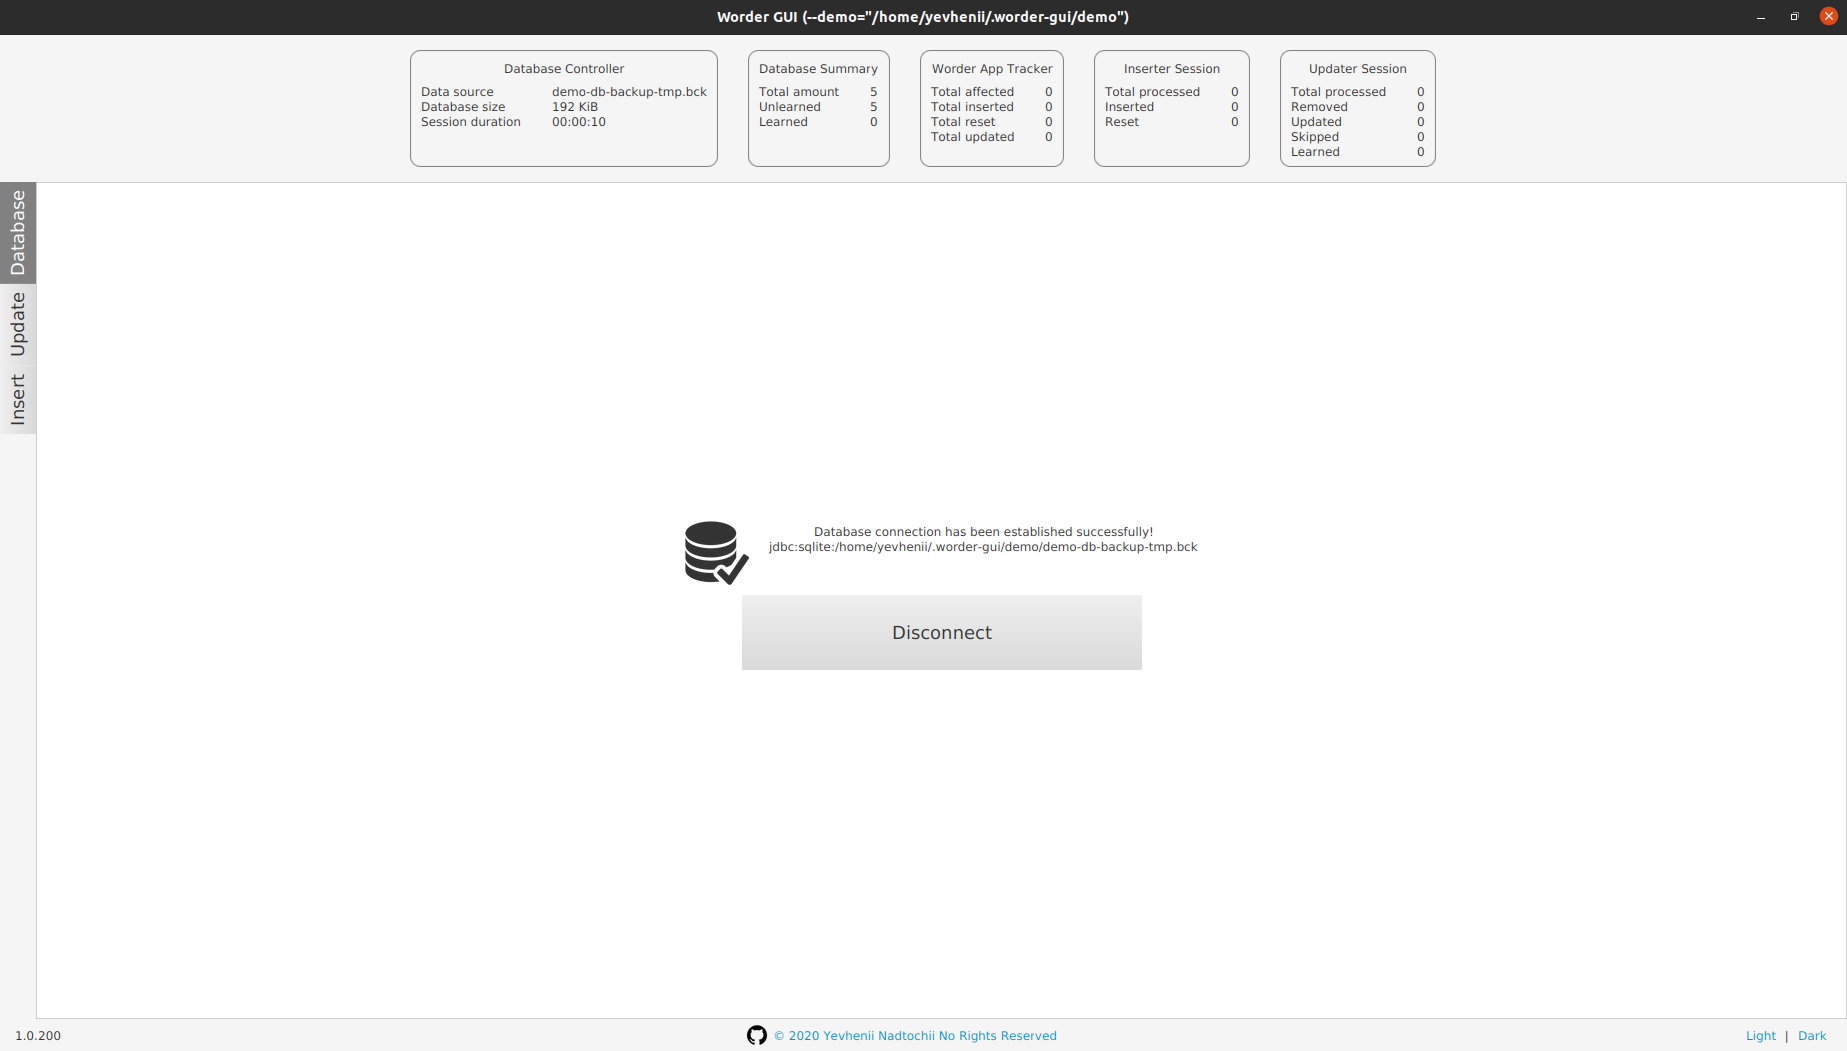 Worder GUI (--demo="/home/yevhenii/.worder-gui/demo")
Database Controller
Data source demo-db-backup-tmp.bck
Database size 192 KiB
Session duration 00:00:10
Database Summary
Total amount 5
Unlearned 5
Learned 0
Worder App Tracker
Total affected 0
Total inserted 0
Total reset 0
Total updated 0
Inserter Session
Total processed 0
Inserted 0
Reset 0
Updater Session
Total processed 0
Removed 0
Updated 0
Skipped 0
Learned 0
Database
Update
Insert
Database connection has been established successfully!
jdbc:sqlite:/home/yevhenii/.worder-gui/demo/demo-db-backup-tmp.bck
Disconnect
1.0.200
© 2020 Yevhenii Nadtochii No Rights Reserved
Light | Dark